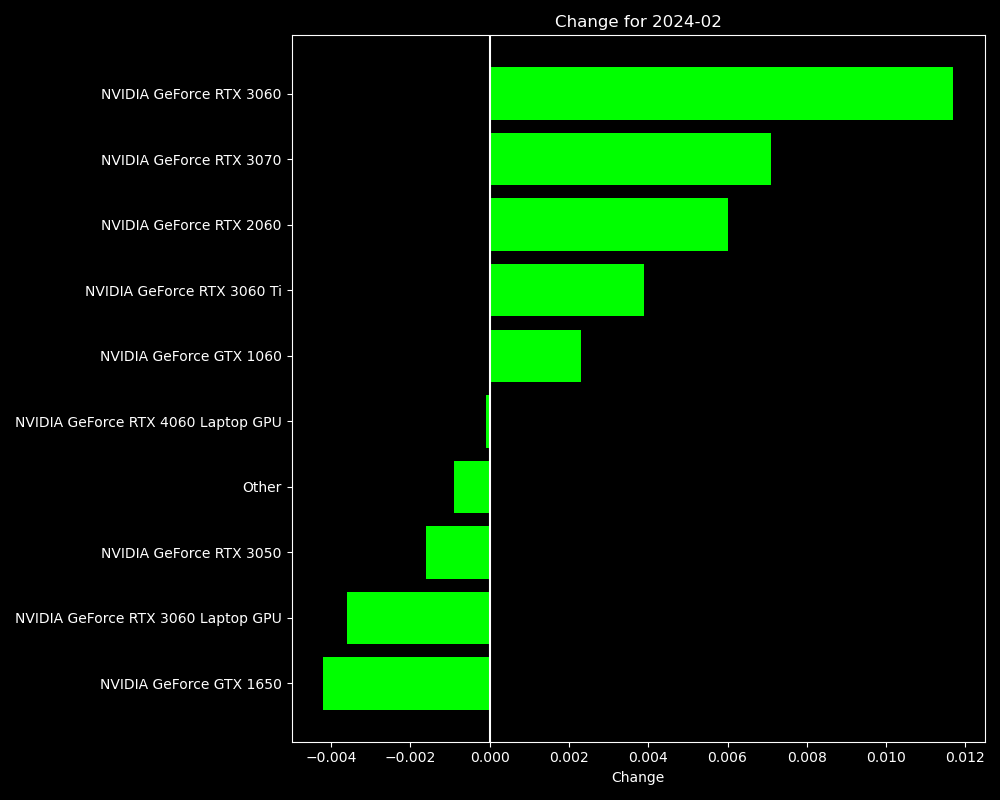 Change for 2024-02
NVIDIA GeForce RTX 3060
NVIDIA GeForce RTX 3070
NVIDIA GeForce RTX 2060
NVIDIA GeForce RTX 3060 Ti
NVIDIA GeForce GTX 1060
NVIDIA GeForce RTX 4060 Laptop GPU
Other
NVIDIA GeForce RTX 3050
NVIDIA GeForce RTX 3060 Laptop GPU
NVIDIA GeForce GTX 1650
−0.004 −0.002 0.000 0.002 0.004 0.006 0.008 0.010 0.012
Change